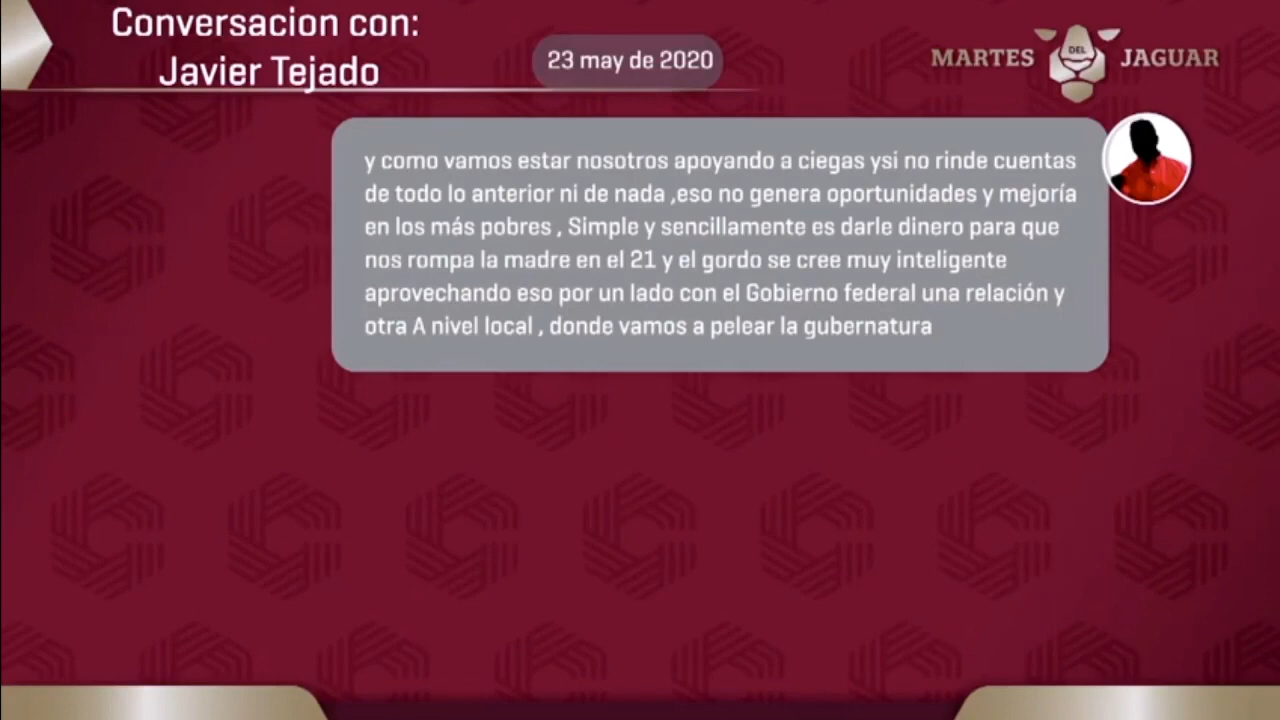 Conversacion con:
Javier Tejado
23 may de 2020
MARTES DEL JAGUAR
y como vamos estar nosotros apoyando a ciegas ysi no rinde cuentas
de todo lo anterior ni de nada ,eso no genera oportunidades y mejoría
en los más pobres , Simple y sencillamente es darle dinero para que
nos rompa la madre en el 21 y el gordo se cree muy inteligente
aprovechando eso por un lado con el Gobierno federal una relación y
otra A nivel local , donde vamos a pelear la gubernatura